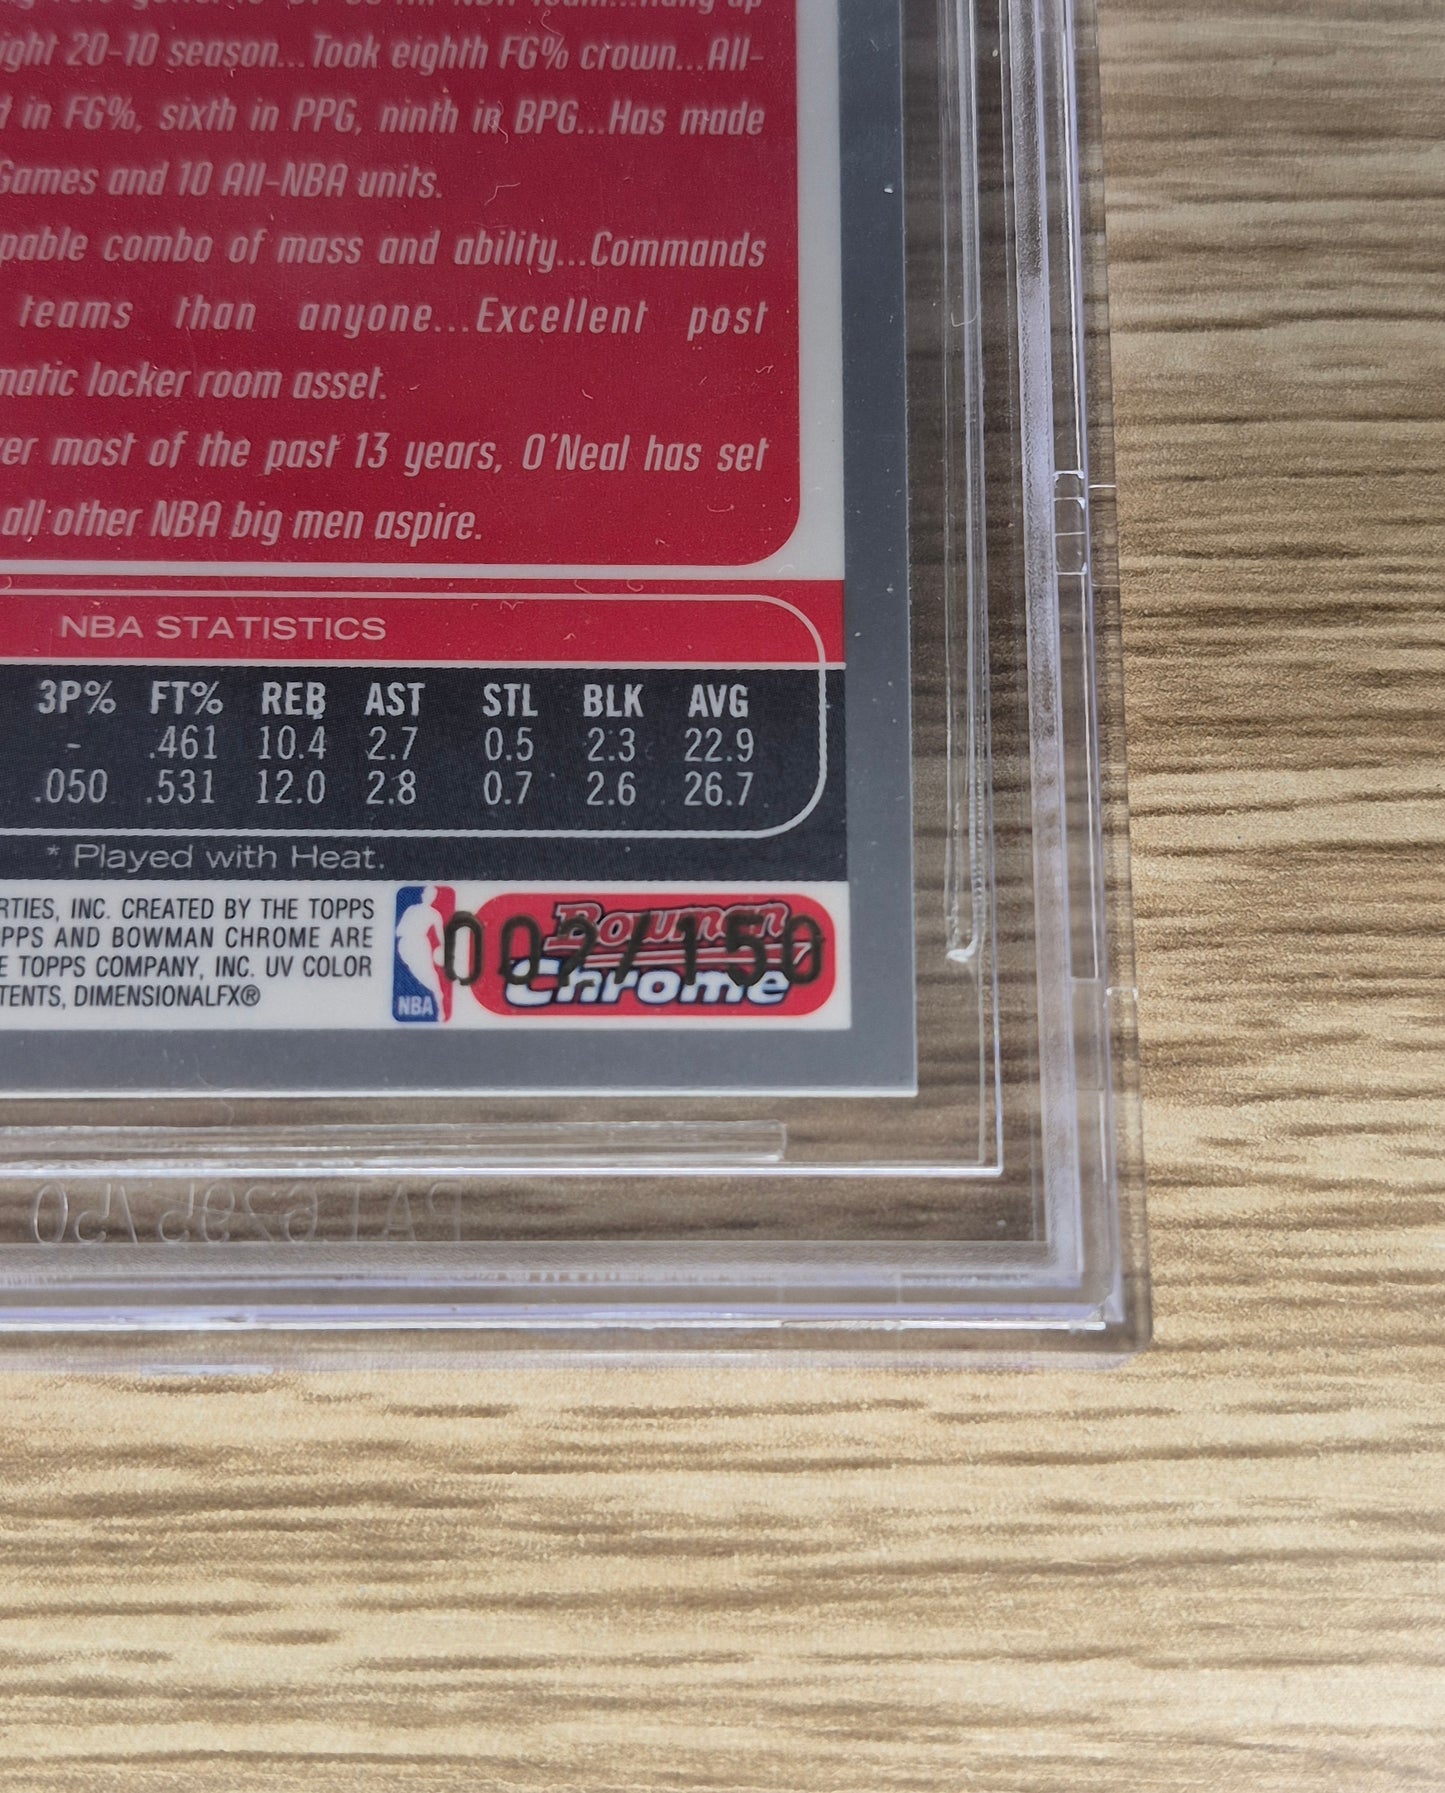 20-10 season...Took eighth FG% crown...All-
in FG%, sixth in PPG, ninth in BPG...Has made
Games and 10 All-NBA units.
combo of mass and ability...Commands
teams than anyone...Excellent post
locker room asset.
most of the past 13 years, O'Neal has set
all other NBA big men aspire.
NBA STATISTICS
3P% FT% REB AST STL BLK AVG
- .461 10.4 2.7 0.5 2.3 22.9
.050 .531 12.0 2.8 0.7 2.6 26.7
* Played with Heat.
RTIES, INC. CREATED BY THE TOPPS
PPS AND BOWMAN CHROME ARE
E TOPPS COMPANY, INC. UV COLOR
TENTS, DIMENSIONALFX®
NBA
Bowman
Chrome
002/150
PAT.6295750